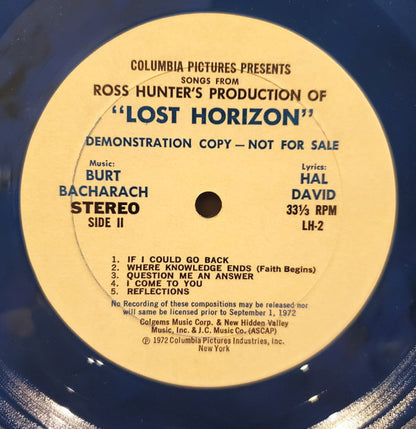 COLUMBIA PICTURES PRESENTS
SONGS FROM
ROSS HUNTER'S PRODUCTION OF
"LOST HORIZON"
DEMONSTRATION COPY — NOT FOR SALE
Music:
BURT
BACHARACH
STEREO
SIDE II
Lyrics:
HAL
DAVID
33⅓ RPM
LH-2
1. IF I COULD GO BACK
2. WHERE KNOWLEDGE ENDS (Faith Begins)
3. QUESTION ME AN ANSWER
4. I COME TO YOU
5. REFLECTIONS
No Recording of these compositions may be released nor
will same be licensed prior to September 1, 1972
Colgems Music Corp. & New Hidden Valley
Music, Inc. & J.C. Music Co. (ASCAP)
℗ 1972 Columbia Pictures Industries, Inc.
New York